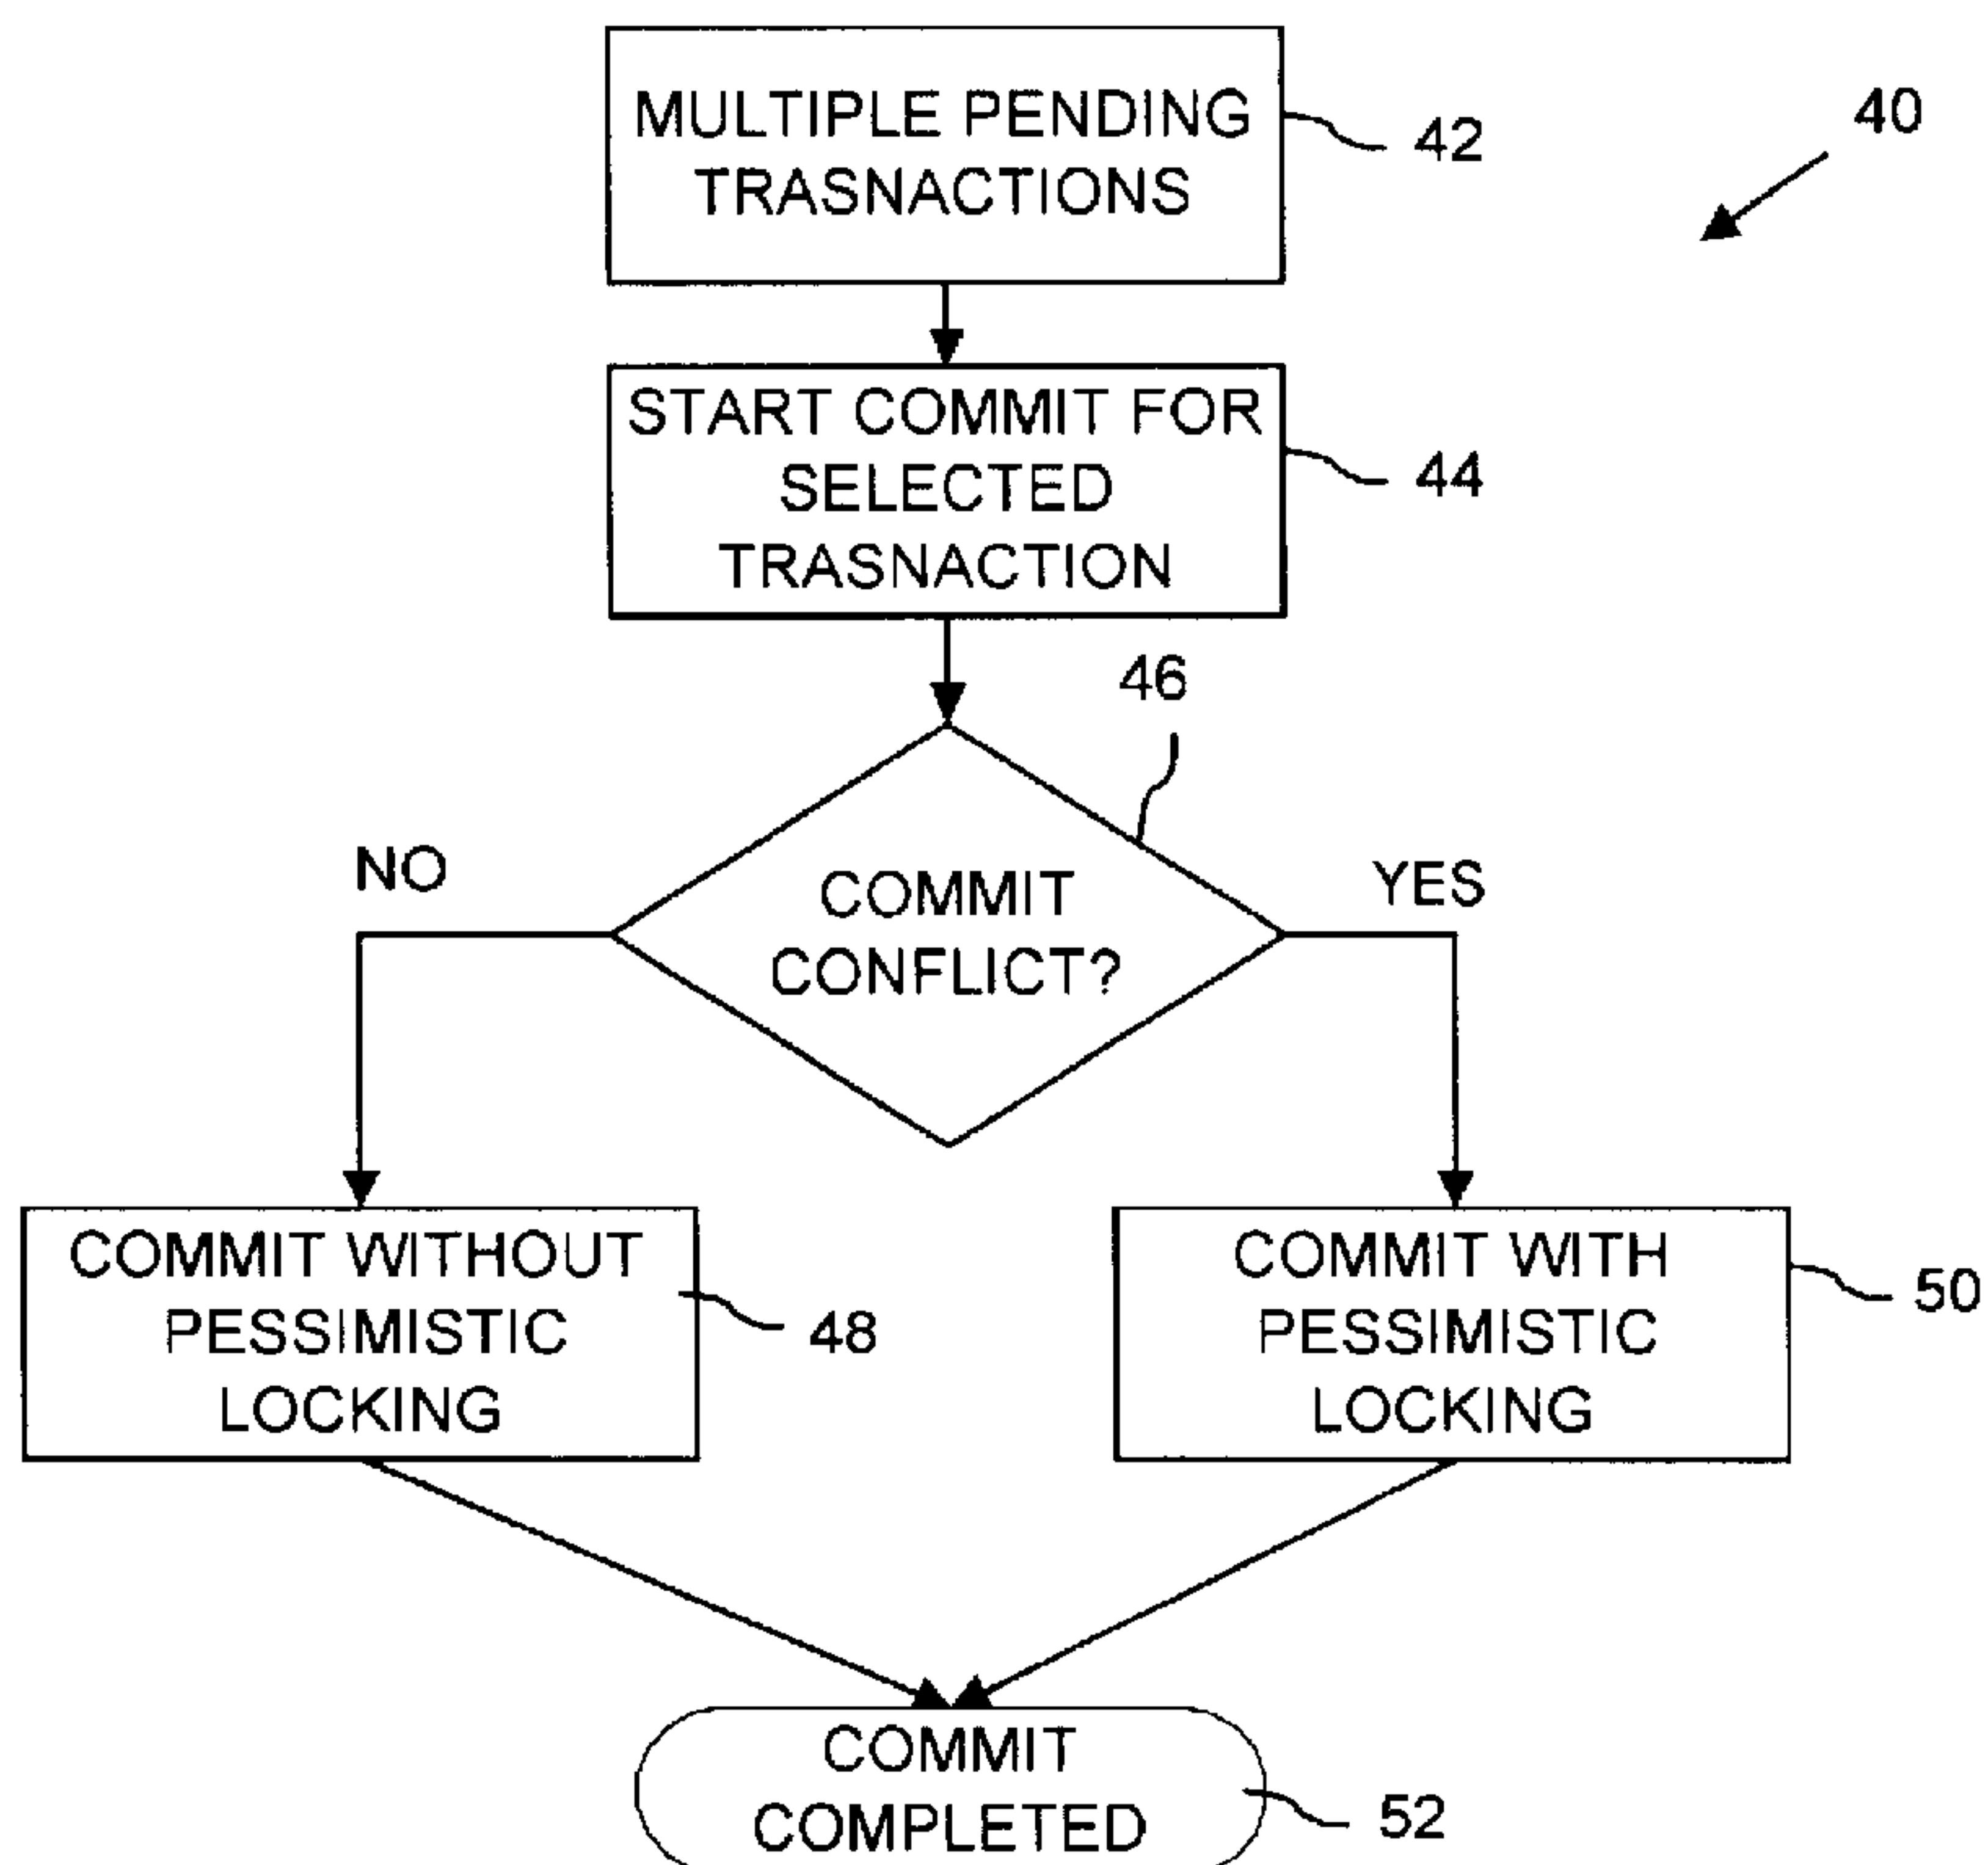 MULTIPLE PENDING
TRASNACTIONS
42
40
START COMMIT FOR
SELECTED
TRASNACTION
44
46
COMMIT
CONFLICT?
NO
YES
COMMIT WITHOUT
PESSIMISTIC
LOCKING
48
COMMIT WITH
PESSIMISTIC
LOCKING
50
COMMIT
COMPLETED
52